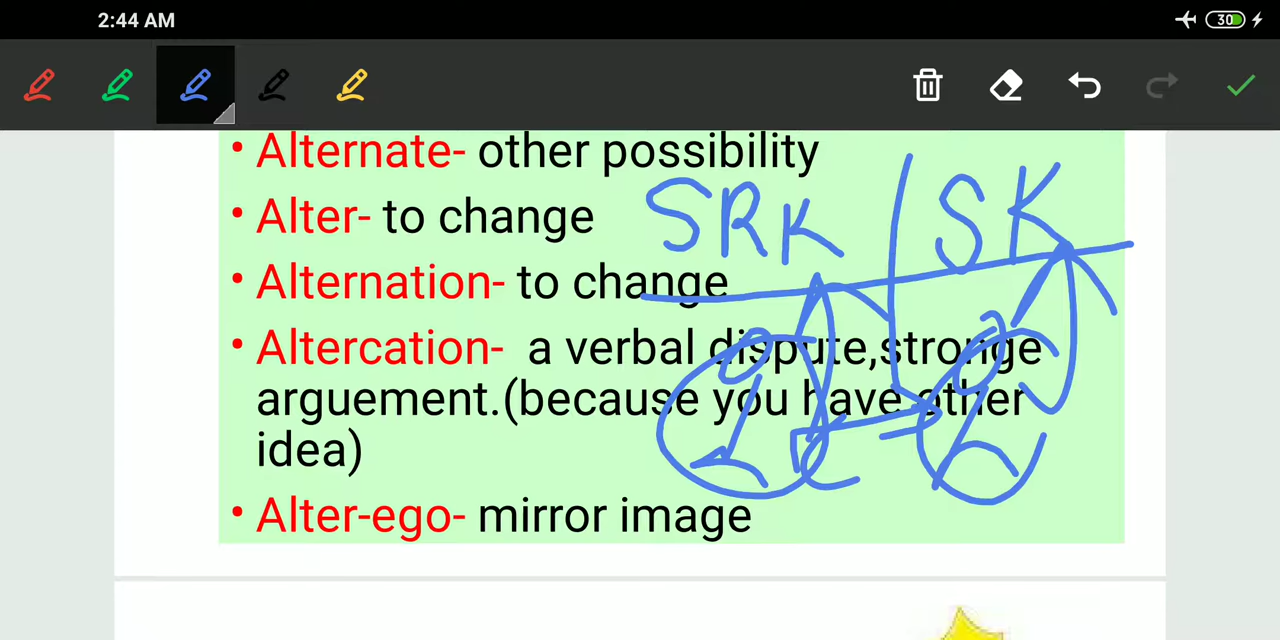 2:44 AM
30
• Alternate- other possibility
• Alter- to change
SRK SK
• Alternation- to change
• Altercation- a verbal dispute,stronge
arguement.(because you have other
idea)
• Alter-ego- mirror image